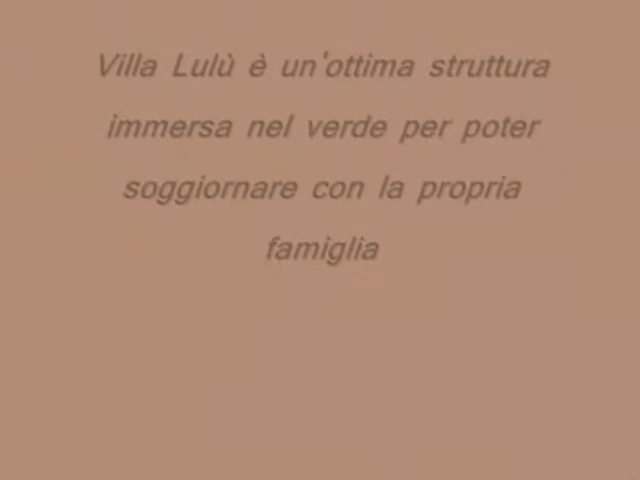 Villa Lulù è un'ottima struttura
immersa nel verde per poter
soggiornare con la propria
famiglia